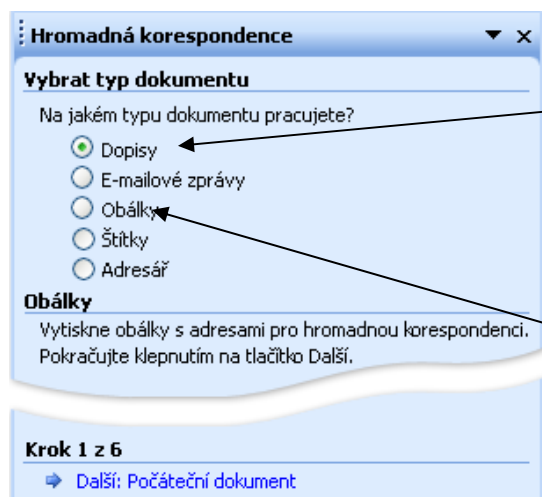 Hromadná korespondence
Vybrat typ dokumentu
Na jakém typu dokumentu pracujete?
Dopisy
E-mailové zprávy
Obálky
Štítky
Adresář
Obálky
Vytiskne obálky s adresami pro hromadnou korespondenci.
Pokračujte klepnutím na tlačítko Další.
Krok 1 z 6
Další: Počáteční dokument